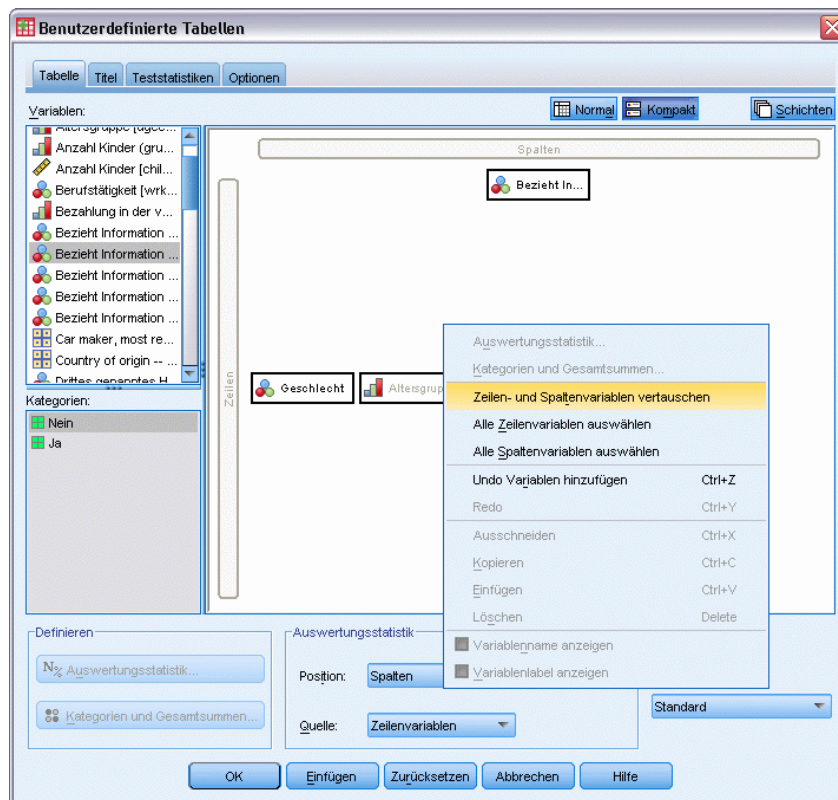 Benutzerdefinierte Tabellen
Tabelle Titel Teststatistiken Optionen
Variablen:
Normal Kompakt Schichten
Altersgruppe [agec...
Anzahl Kinder (gru...
Anzahl Kinder [chil...
Berufstätigkeit [wrk...
Bezahlung in der v...
Bezieht Information ...
Bezieht Information ...
Bezieht Information ...
Bezieht Information ...
Bezieht Information ...
Car maker, most re...
Country of origin -- ...
Drittes genanntes H...
Kategorien:
Nein
Ja
Spalten
Bezieht In...
Zeilen
Geschlecht
Altersgrup
Auswertungsstatistik...
Kategorien und Gesamtsummen...
Zeilen- und Spaltenvariablen vertauschen
Alle Zeilenvariablen auswählen
Alle Spaltenvariablen auswählen
Undo Variablen hinzufügen Ctrl+Z
Redo Ctrl+Y
Ausschneiden Ctrl+X
Kopieren Ctrl+C
Einfügen Ctrl+V
Löschen Delete
Variablenname anzeigen
Variablenlabel anzeigen
Definieren
N% Auswertungsstatistik...
Kategorien und Gesamtsummen...
Auswertungsstatistik
Position: Spalten
Quelle: Zeilenvariablen
Standard
OK Einfügen Zurücksetzen Abbrechen Hilfe